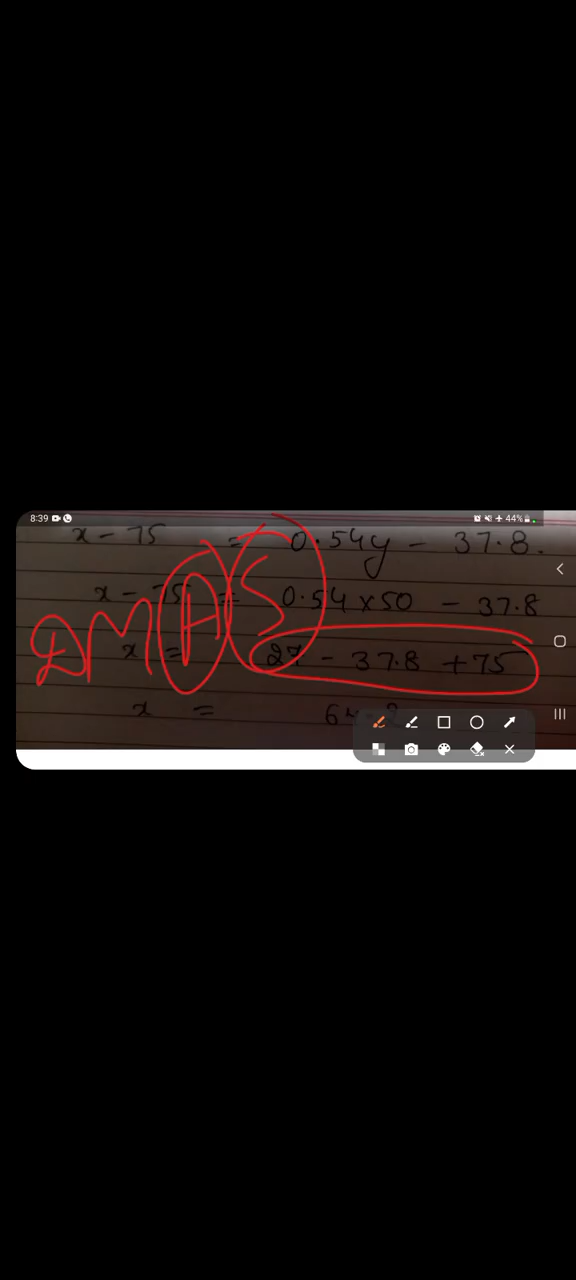 8:39 44%
x - 75 = 0.54y - 37.8.
x - 75 = 0.54 x 50 - 37.8
DMAS
x = 27 - 37.8 + 75
x =